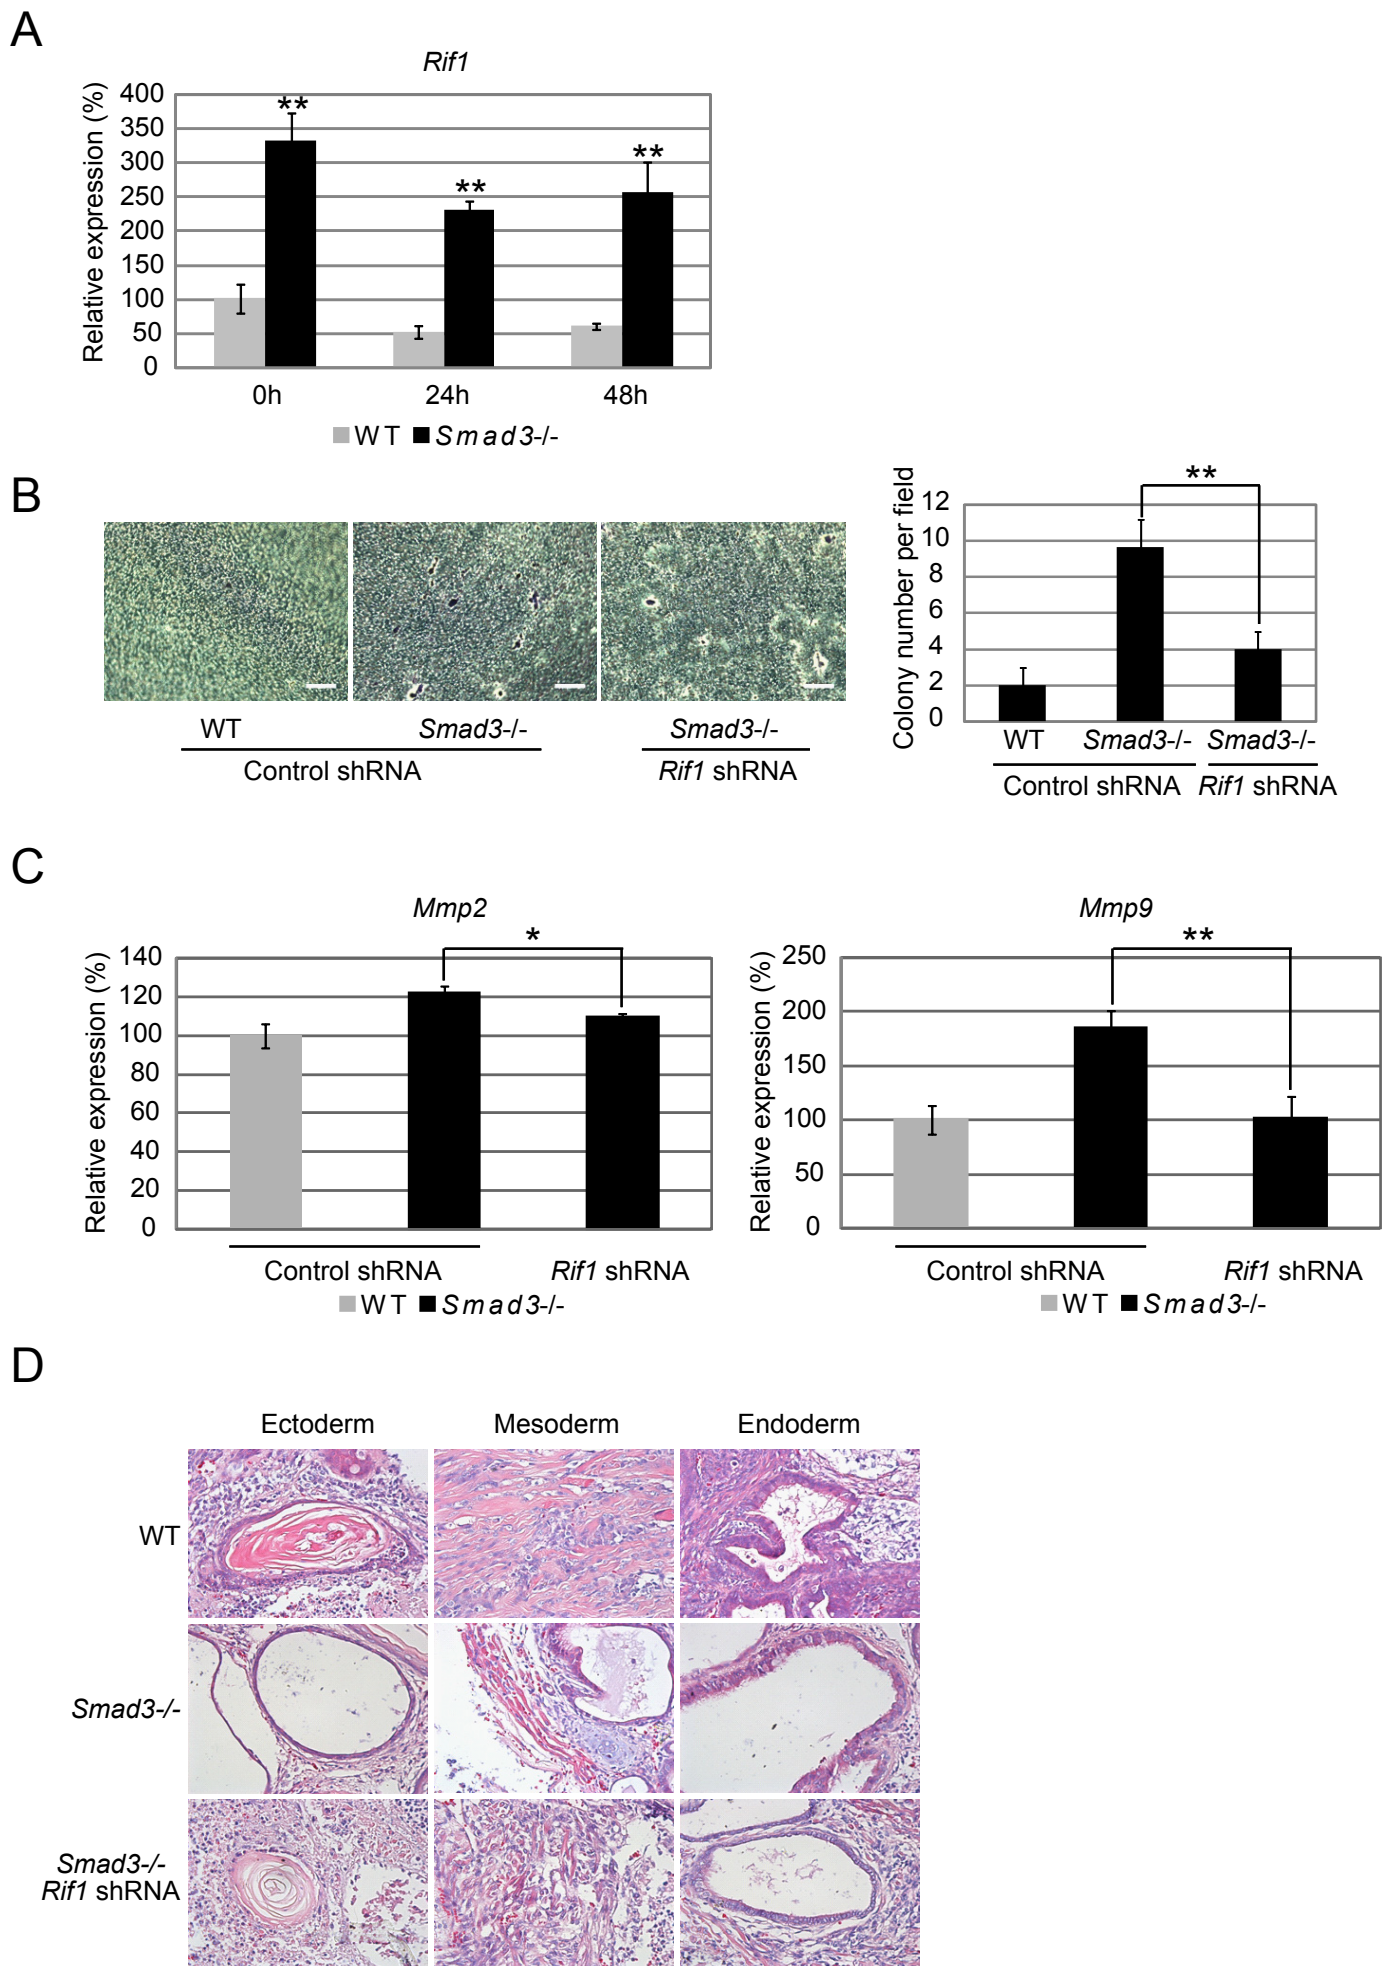 A
Rif1
Relative expression (%)
400
350
300
250
200
150
100
50
0
**
**
**
0h 24h 48h
WT Smad3-/-
B
WT Smad3-/- Smad3-/-
Control shRNA Rif1 shRNA
Colony number per field
12
10
8
6
4
2
0
**
WT Smad3-/- Smad3-/-
Control shRNA Rif1 shRNA
C
Mmp2
Relative expression (%)
140
120
100
80
60
40
20
0
*
Control shRNA Rif1 shRNA
WT Smad3-/-
Mmp9
Relative expression (%)
250
200
150
100
50
0
**
Control shRNA Rif1 shRNA
WT Smad3-/-
D
Ectoderm Mesoderm Endoderm
WT
Smad3-/-
Smad3-/-
Rif1 shRNA